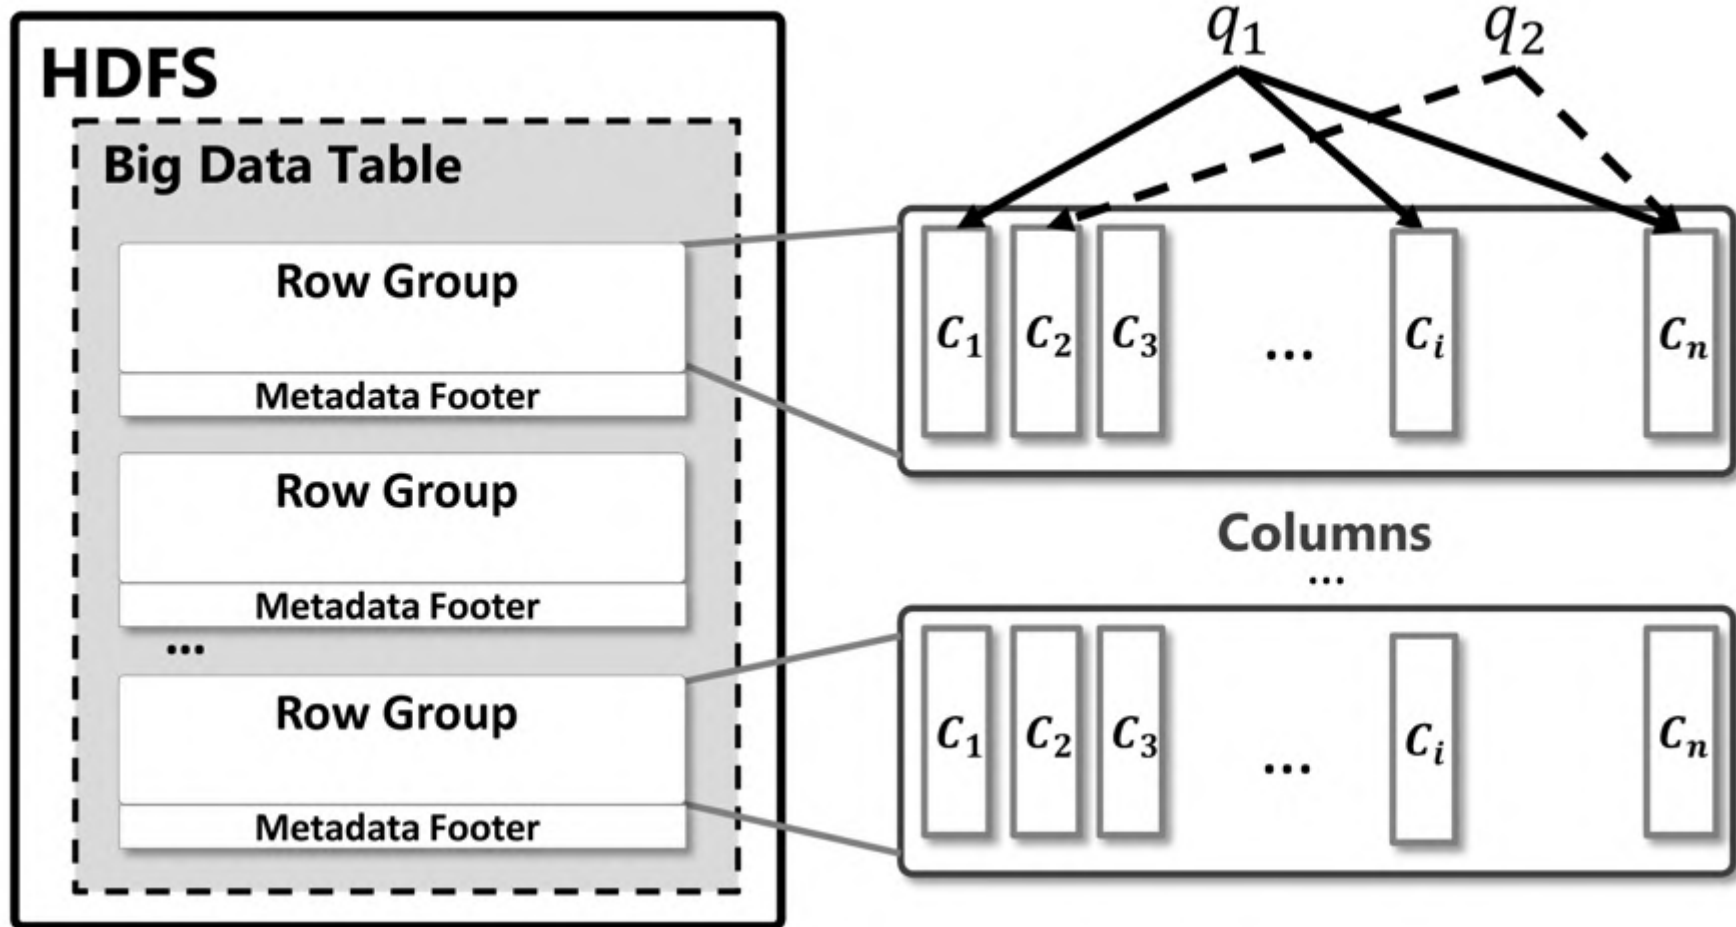 HDFS
Big Data Table
Row Group
Metadata Footer
Row Group
Metadata Footer
...
Row Group
Metadata Footer
q₁ q₂
C₁ C₂ C₃ ... Cᵢ Cₙ
Columns
...
C₁ C₂ C₃ ... Cᵢ Cₙ